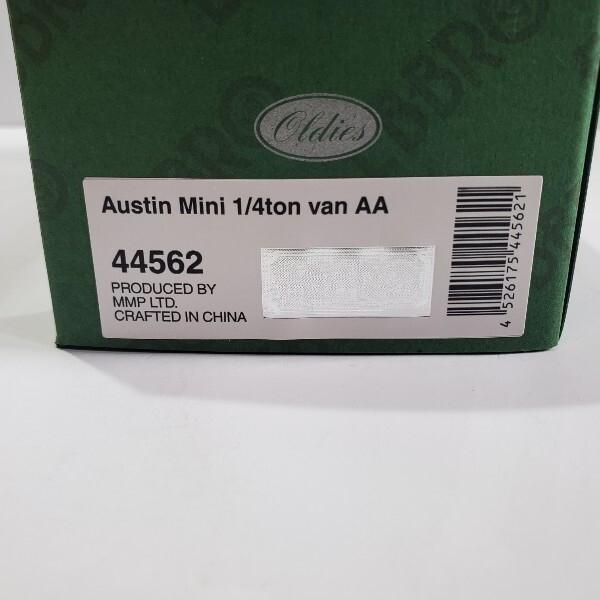 Oldies
Austin Mini 1/4ton van AA
44562
PRODUCED BY
MMP LTD.
CRAFTED IN CHINA
4 526175 445621